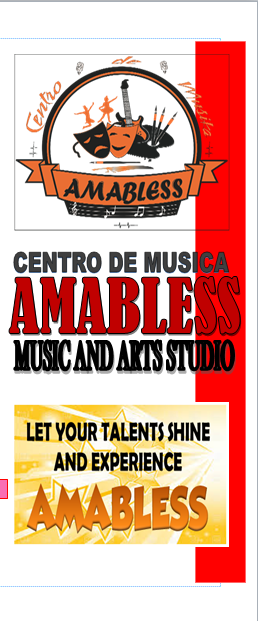 Centro de Musica
AMABLESS
CENTRO DE MUSICA
AMABLESS
MUSIC AND ARTS STUDIO
LET YOUR TALENTS SHINE
AND EXPERIENCE
AMABLESS